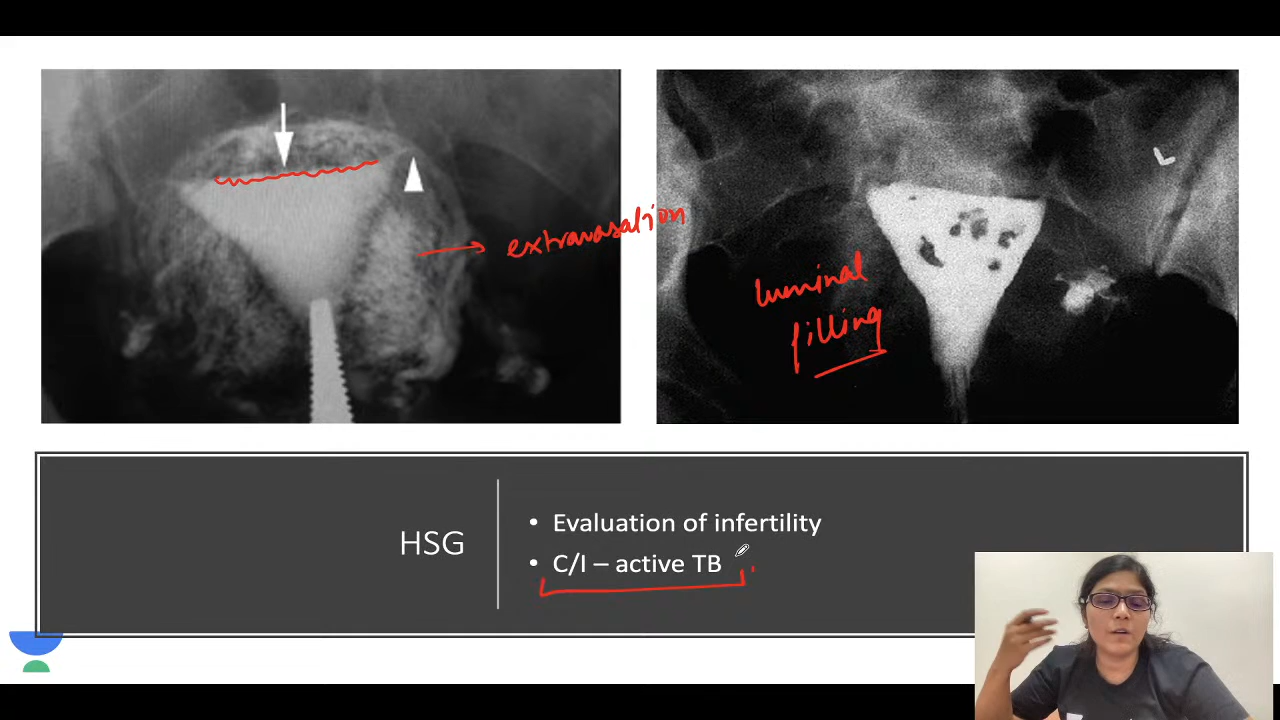 extravasation
L
luminal
filling
HSG
• Evaluation of infertility
• C/I – active TB